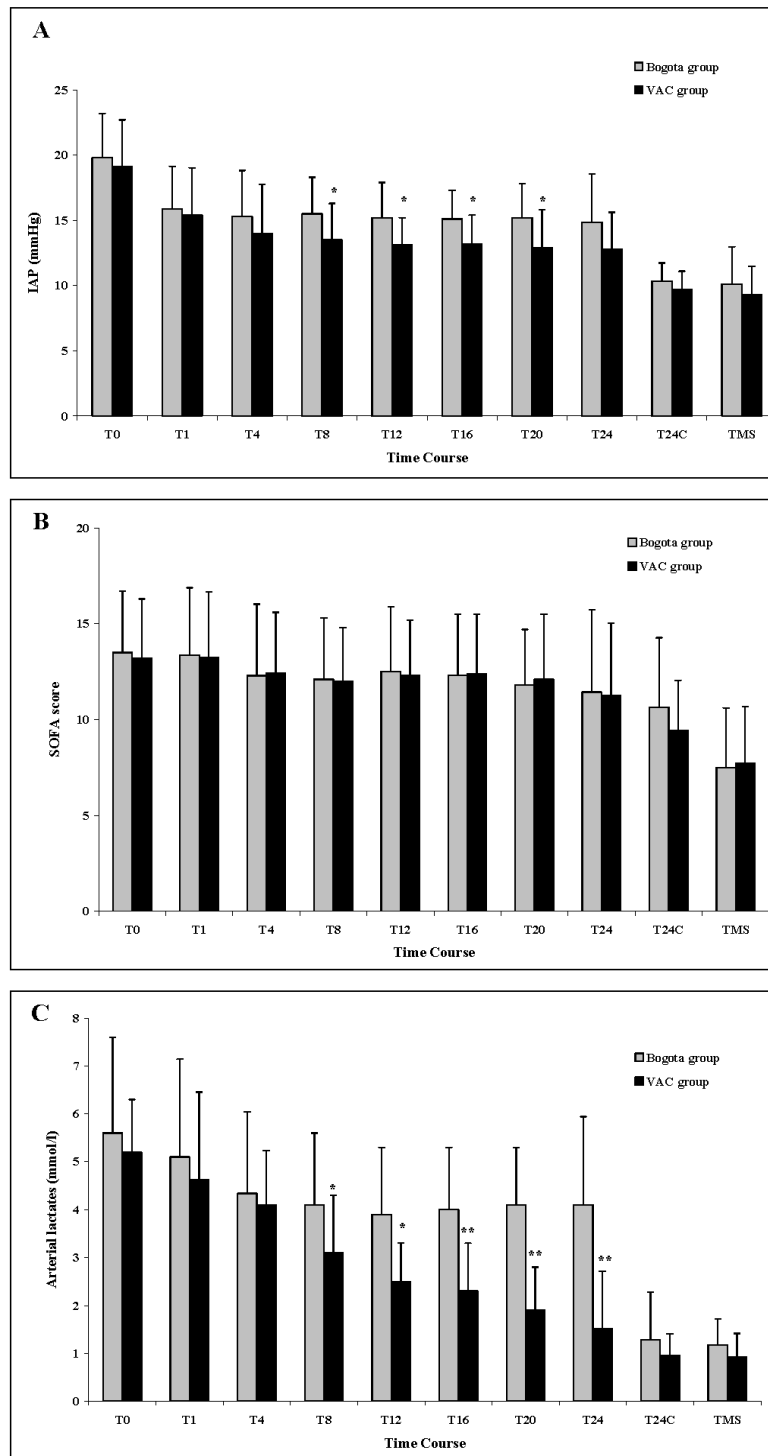 A
Bogota group
VAC group
25
20
15
10
5
0
IAP (mmHg)
* * * *
T0 T1 T4 T8 T12 T16 T20 T24 T24C TMS
Time Course
B
Bogota group
VAC group
20
15
10
5
0
SOFA score
T0 T1 T4 T8 T12 T16 T20 T24 T24C TMS
Time Course
C
Bogota group
VAC group
8
7
6
5
4
3
2
1
0
Arterial lactates (mmol/l)
* * ** ** **
T0 T1 T4 T8 T12 T16 T20 T24 T24C TMS
Time Course